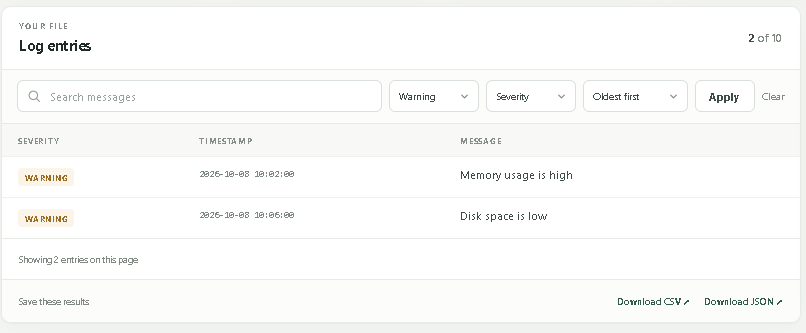 YOUR FILE
Log entries
2 of 10
Search messages
Warning
Severity
Oldest first
Apply
Clear
SEVERITY TIMESTAMP MESSAGE
WARNING 2026-10-08 10:02:00 Memory usage is high
WARNING 2026-10-08 10:06:00 Disk space is low
Showing 2 entries on this page
Save these results
Download CSV ↗ Download JSON ↗